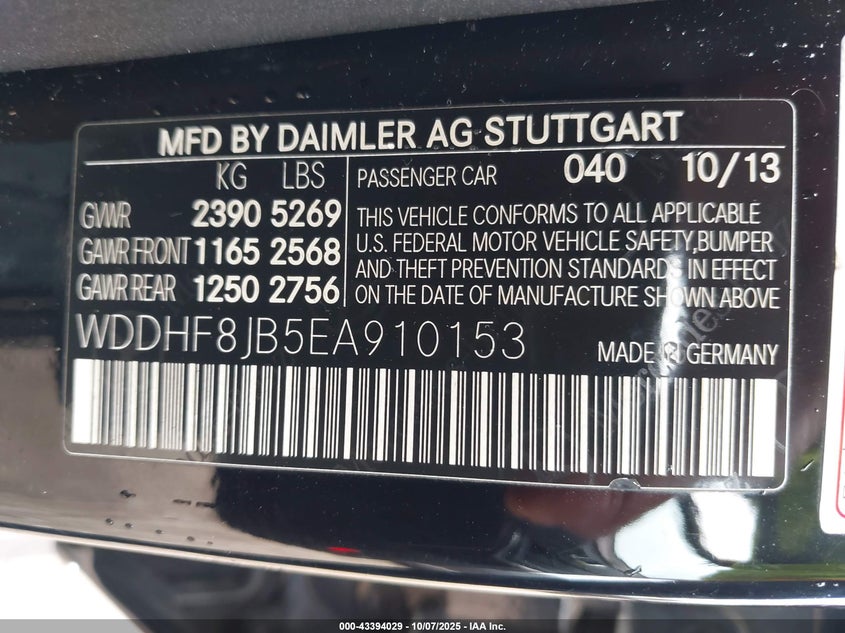 MFD BY DAIMLER AG STUTTGART
KG LBS
PASSENGER CAR 040 10/13
GVWR 2390 5269
GAWR FRONT 1165 2568
GAWR REAR 1250 2756
THIS VEHICLE CONFORMS TO ALL APPLICABLE
U.S. FEDERAL MOTOR VEHICLE SAFETY,BUMPER
AND THEFT PREVENTION STANDARDS IN EFFECT
ON THE DATE OF MANUFACTURE SHOWN ABOVE
WDDHF8JB5EA910153
MADE IN GERMANY
000-43394029 - 10/07/2025 - IAA Inc.